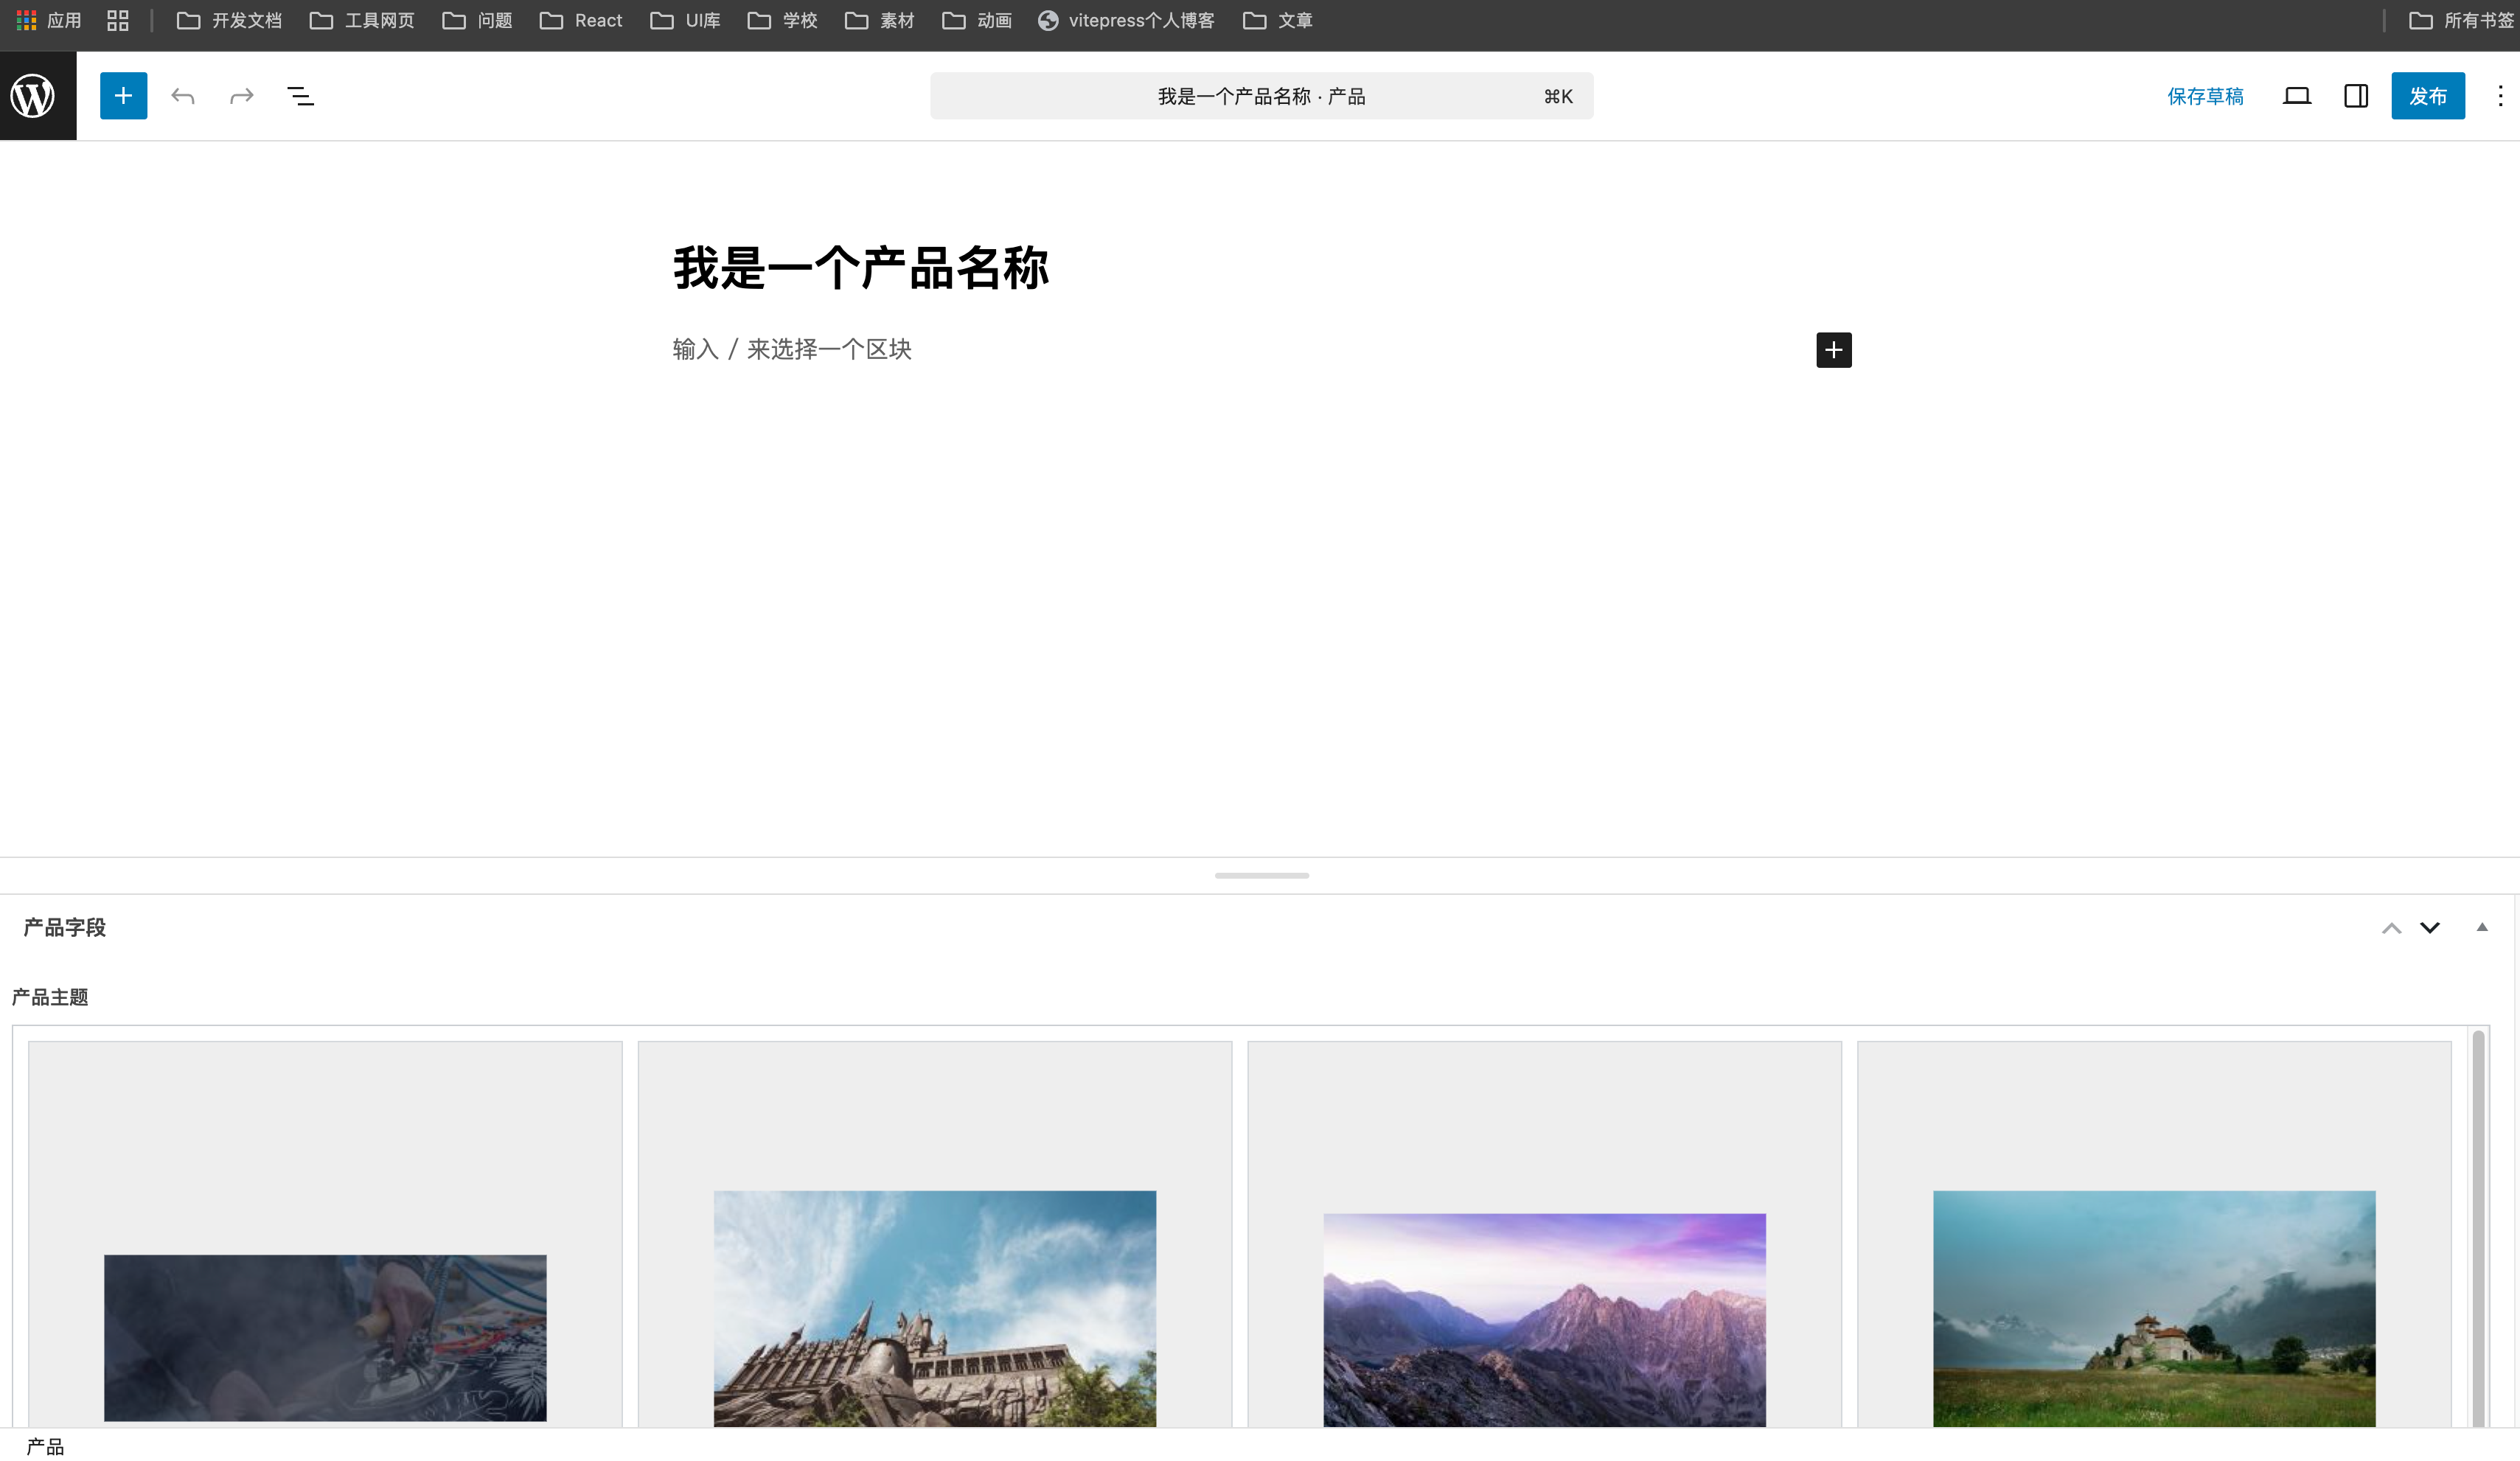 应用 开发文档 工具网页 问题 React UI库 学校 素材 动画 vitepress个人博客 文章 所有书签
我是一个产品名称 · 产品 ⌘K 保存草稿 发布
我是一个产品名称
输入 / 来选择一个区块
产品字段
产品主题
产品